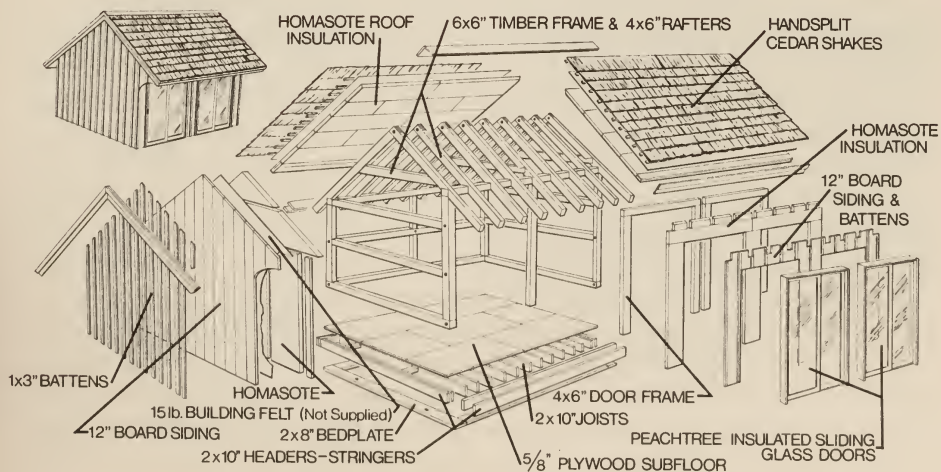 HOMASOTE ROOF
INSULATION
6x6" TIMBER FRAME & 4x6" RAFTERS
HANDSPLIT
CEDAR SHAKES
HOMASOTE
INSULATION
12" BOARD
SIDING &
BATTENS
1x3" BATTENS
HOMASOTE
15 lb. BUILDING FELT (Not Supplied)
12" BOARD SIDING
2x8" BEDPLATE
2x10" HEADERS-STRINGERS
4x6" DOOR FRAME
2x10" JOISTS
5/8" PLYWOOD SUBFLOOR
PEACHTREE INSULATED SLIDING
GLASS DOORS